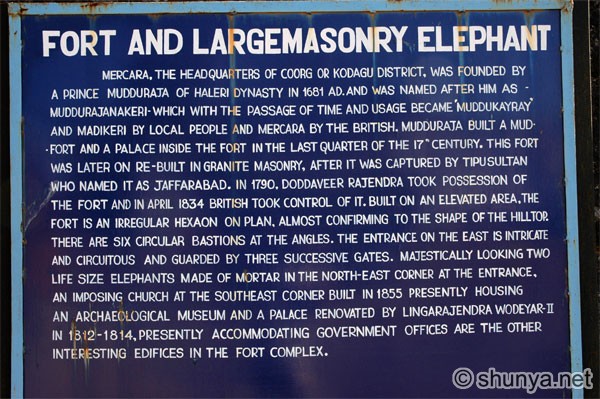 FORT AND LARGEMASONRY ELEPHANT
MERCARA, THE HEADQUARTERS OF COORG OR KODAGU DISTRICT, WAS FOUNDED BY
A PRINCE MUDDURAJA OF HALERI DYNASTY IN 1681 AD. AND WAS NAMED AFTER HIM AS -
MUDDURAJANAKERI-WHICH WITH THE PASSAGE OF TIME AND USAGE BECAME "MUDDUKAYRAY"
AND MADIKERI BY LOCAL PEOPLE AND MERCARA BY THE BRITISH. MUDDURAJA BUILT A MUD-
-FORT AND A PALACE INSIDE THE FORT IN THE LAST QUARTER OF THE 17TH CENTURY. THIS FORT
WAS LATER ON RE-BUILT IN GRANITE MASONRY, AFTER IT WAS CAPTURED BY TIPUSULTAN
WHO NAMED IT AS JAFFARABAD. IN 1790. DODDAVEER RAJENDRA TOOK POSSESSION OF
THE FORT AND IN APRIL 1834 BRITISH TOOK CONTROL OF IT. BUILT ON AN ELEVATED AREA, THE
FORT IS AN IRREGULAR HEXAON ON PLAN, ALMOST CONFIRMING TO THE SHAPE OF THE HILLTOP.
THERE ARE SIX CIRCULAR BASTIONS AT THE ANGLES. THE ENTRANCE ON THE EAST IS INTRICATE
AND CIRCUITOUS AND GUARDED BY THREE SUCCESSIVE GATES. MAJESTICALLY LOOKING TWO
LIFE SIZE ELEPHANTS MADE OF MORTAR IN THE NORTH-EAST CORNER AT THE ENTRANCE,
AN IMPOSING CHURCH AT THE SOUTHEAST CORNER BUILT IN 1855 PRESENTLY HOUSING
AN ARCHAEOLOGICAL MUSEUM AND A PALACE RENOVATED BY LINGARAJENDRA WODEYAR-II
IN 1812-1814, PRESENTLY ACCOMMODATING GOVERNMENT OFFICES ARE THE OTHER
INTERESTING EDIFICES IN THE FORT COMPLEX.
© shunya.net